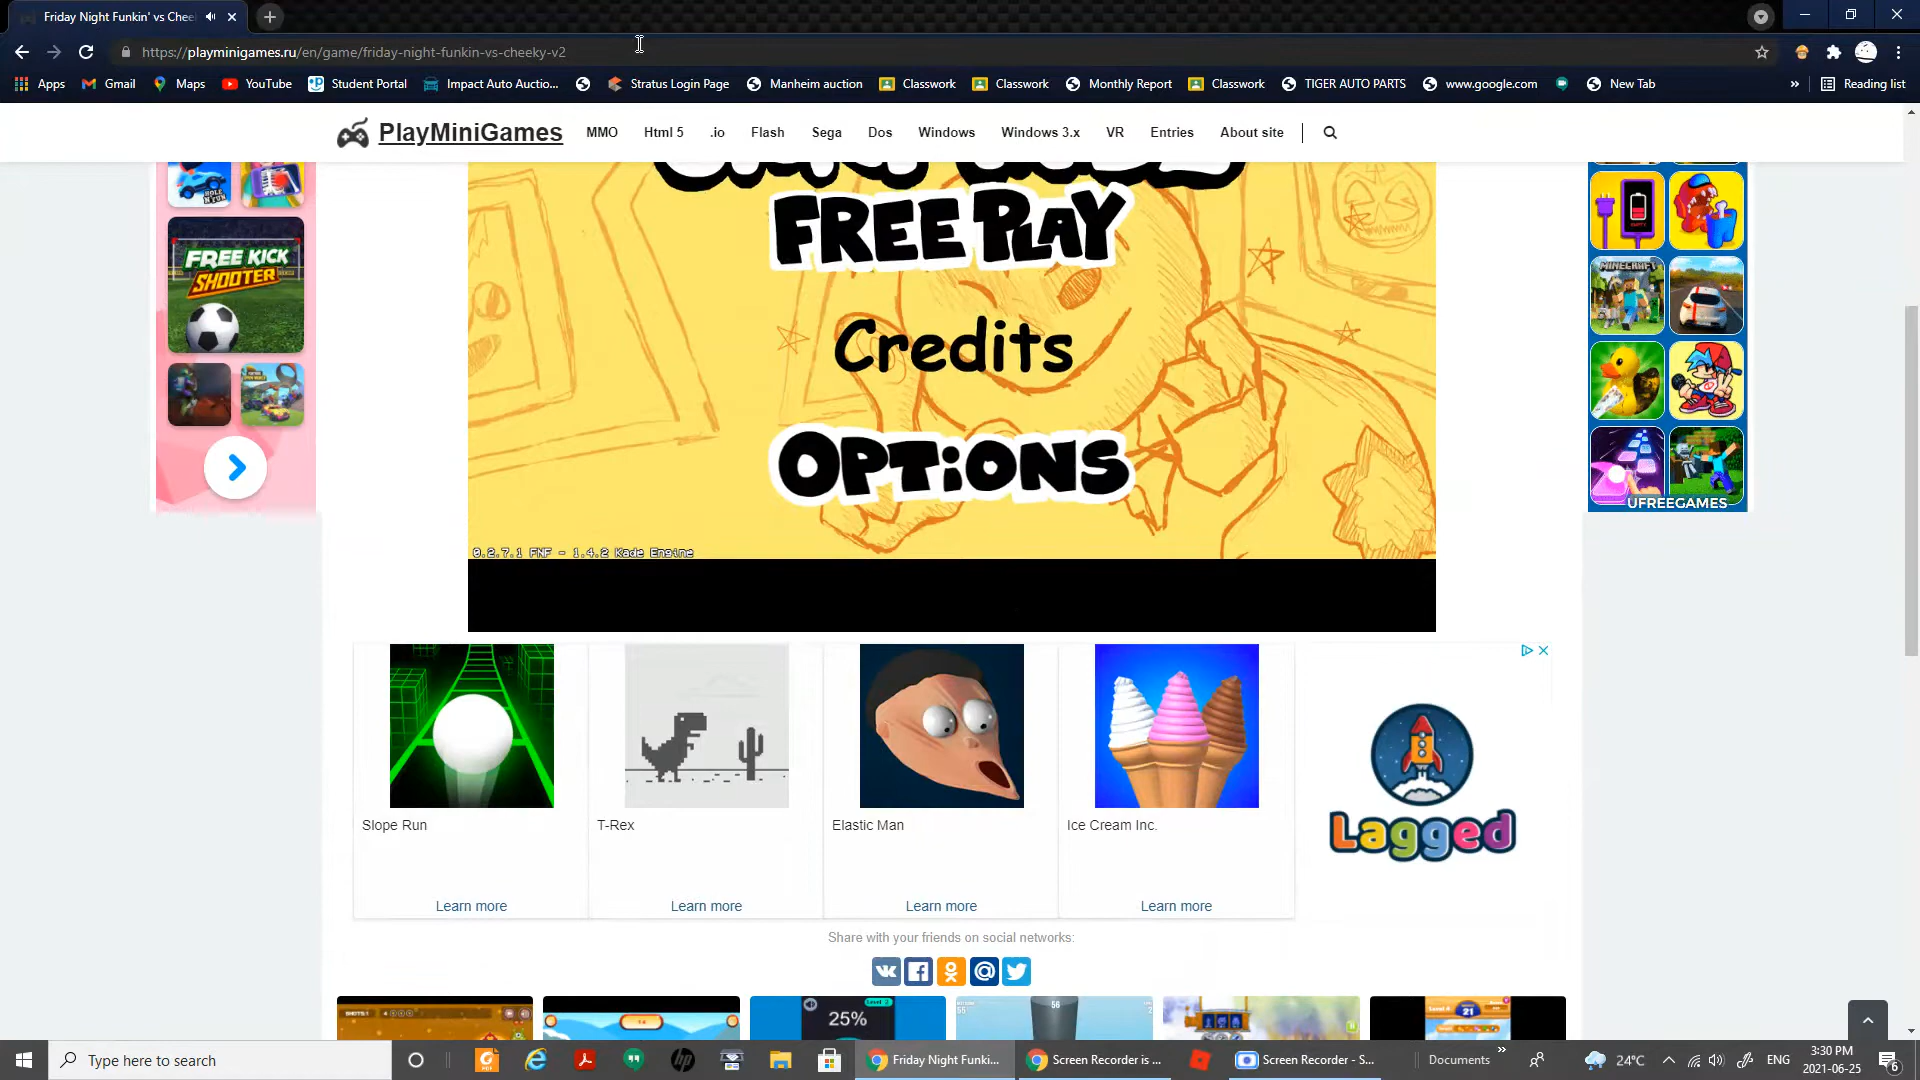 Friday Night Funkin' vs Chee
https://playminigames.ru/en/game/friday-night-funkin-vs-cheeky-v2
Apps Gmail Maps YouTube Student Portal Impact Auto Auctio... Stratus Login Page Manheim auction Classwork Classwork Monthly Report Classwork TIGER AUTO PARTS www.google.com New Tab » Reading list
PlayMiniGames MMO Html 5 .io Flash Sega Dos Windows Windows 3.x VR Entries About site
FREE PLAY
Credits
OPTIONS
0.2.7.1 FNF - 1.4.2 Kade Engine
FREE KICK
SHOOTER
MINECRAFT
UFREEGAMES
Slope Run T-Rex Elastic Man Ice Cream Inc.
Lagged
Learn more Learn more Learn more Learn more
Share with your friends on social networks:
25%
56
21
Type here to search
Friday Night Funki... Screen Recorder is ... Screen Recorder - S... Documents » 24°C ENG
3:30 PM
2021-06-25
6